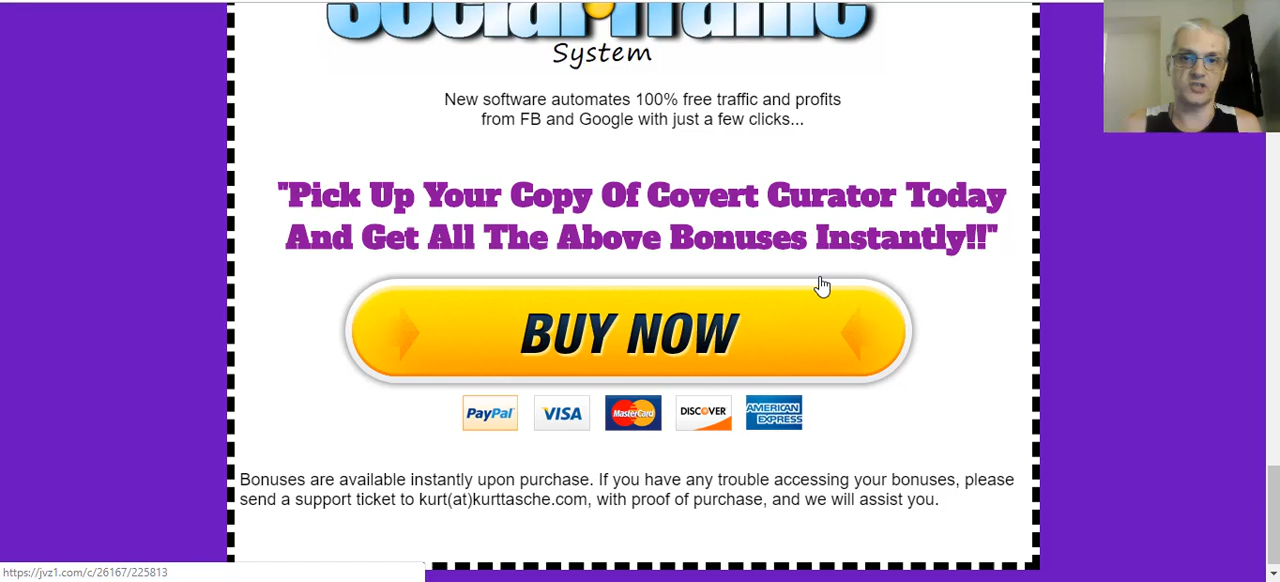 Social Traffic
System
New software automates 100% free traffic and profits
from FB and Google with just a few clicks...
"Pick Up Your Copy Of Covert Curator Today
And Get All The Above Bonuses Instantly!!"
BUY NOW
PayPal VISA MasterCard DISCOVER AMERICAN EXPRESS
Bonuses are available instantly upon purchase. If you have any trouble accessing your bonuses, please
send a support ticket to kurt(at)kurttasche.com, with proof of purchase, and we will assist you.
https://jvz1.com/c/26167/225813